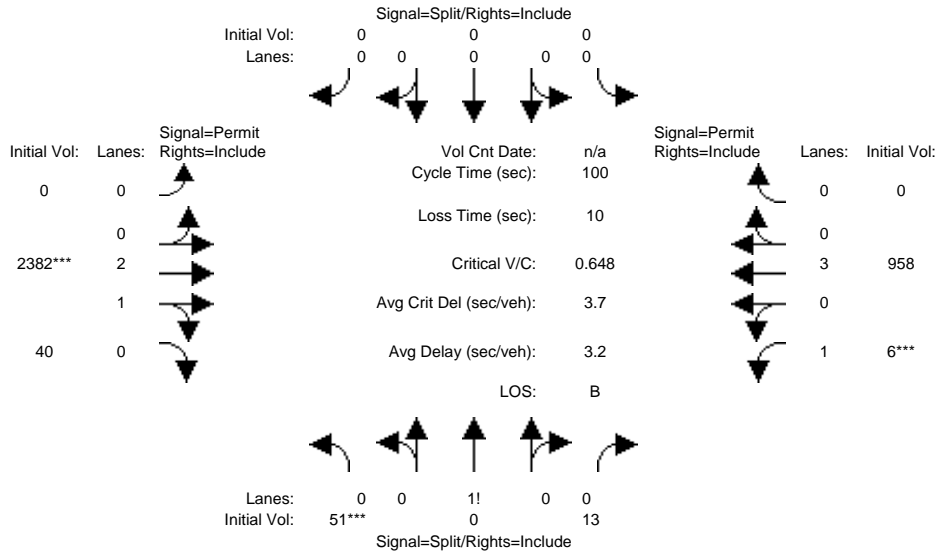 Signal=Split/Rights=Include
Initial Vol: 0 0 0
Lanes: 0 0 0 0 0
Signal=Permit Signal=Permit
Initial Vol: Lanes: Rights=Include Vol Cnt Date: n/a Rights=Include Lanes: Initial Vol:
Cycle Time (sec): 100
0 0 0 0
Loss Time (sec): 10
0 0
2382*** 2 Critical V/C: 0.648 3 958
1 Avg Crit Del (sec/veh): 3.7 0
40 0 Avg Delay (sec/veh): 3.2 1 6***
LOS: B
Lanes: 0 0 1! 0 0
Initial Vol: 51*** 0 13
Signal=Split/Rights=Include